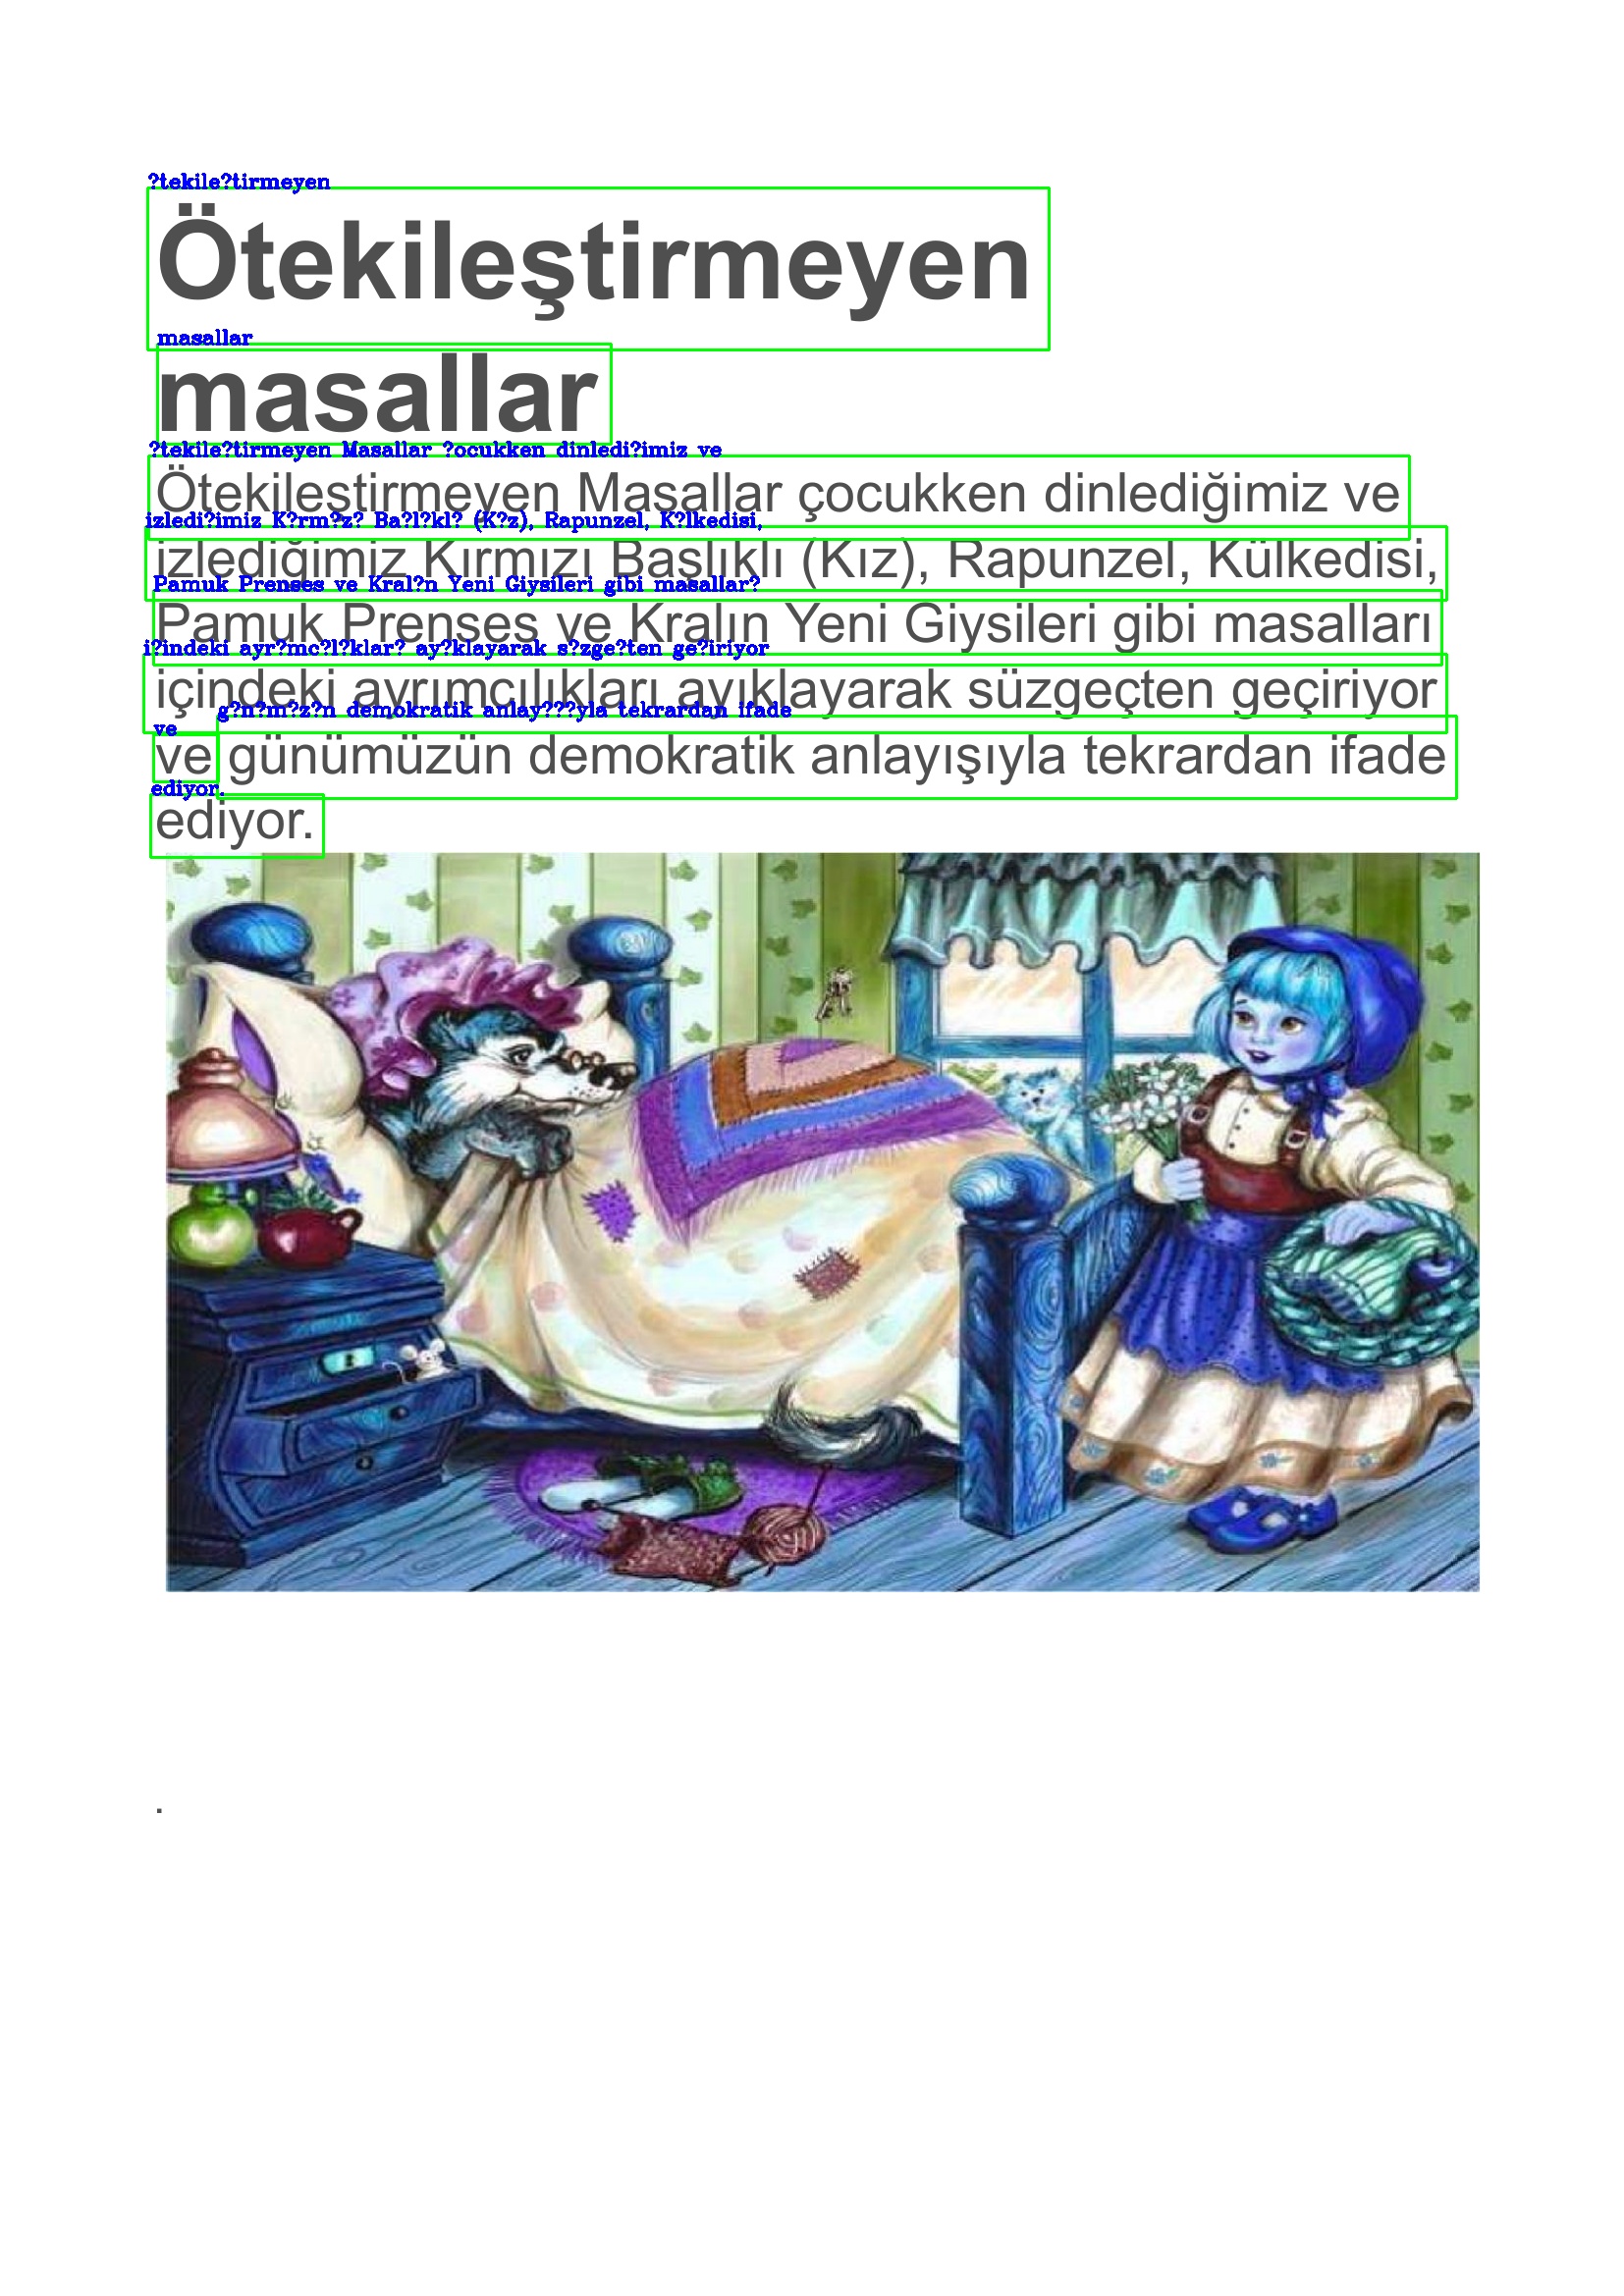 ?tekile?tirmeyen
Ötekileştirmeyen
masallar
masallar
?tekile?tirmeyen Masallar ?ocukken dinledi?imiz ve
Ötekileştirmeyen Masallar çocukken dinlediğimiz ve
izledi?imiz K?rm?z? Ba?l?kl? (K?z), Rapunzel, K?lkedisi,
izlediğimiz Kırmızı Başlıklı (Kız), Rapunzel, Külkedisi,
Pamuk Prenses ve Kral?n Yeni Giysileri gibi masallar?
Pamuk Prenses ve Kralın Yeni Giysileri gibi masalları
i?indeki ayr?mc?l?klar? ay?klayarak s?zge?ten ge?iriyor
içindeki ayrımcılıkları ayıklayarak süzgeçten geçiriyor
g?n?m?z?n demokratik anlay???yla tekrardan ifade
ve
ve günümüzün demokratik anlayışıyla tekrardan ifade
ediyor.
ediyor.
.